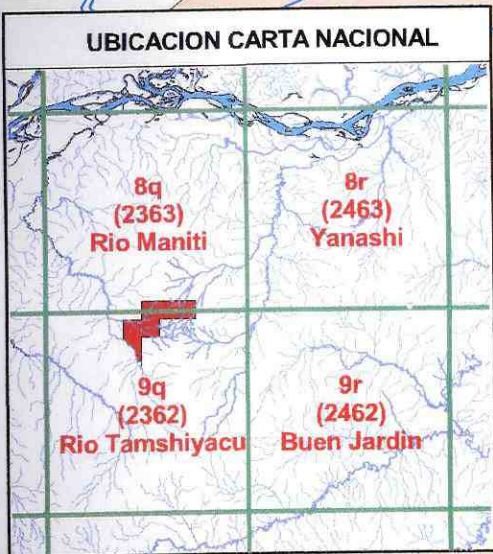 UBICACION CARTA NACIONAL
8q
(2363)
Rio Maniti
8r
(2463)
Yanashi
9q
(2362)
Rio Tamshiyacu
9r
(2462)
Buen Jardin